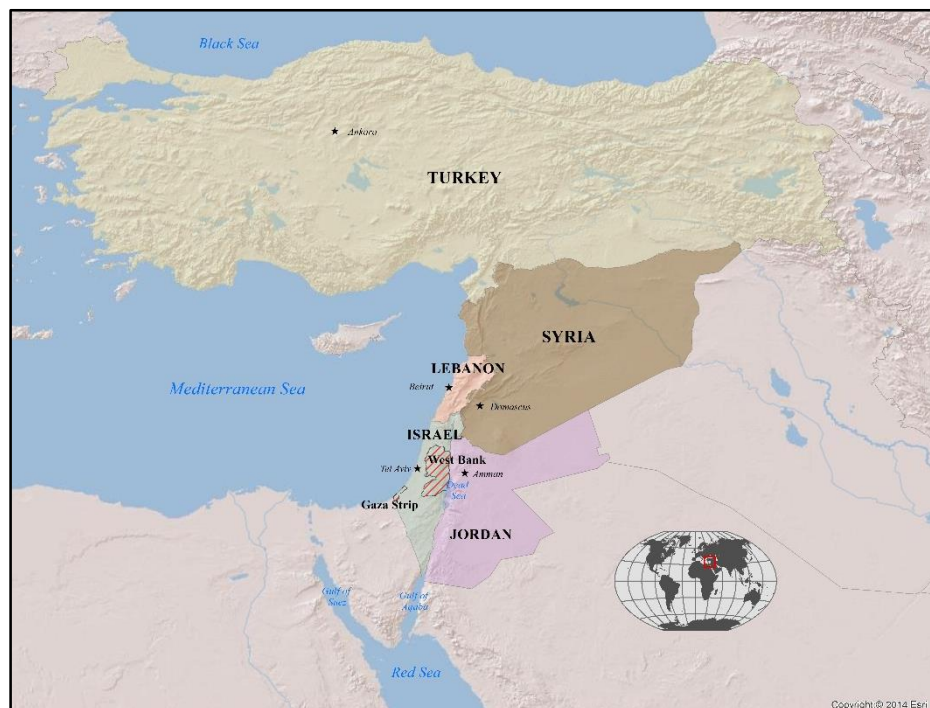 Black Sea
Ankara
TURKEY
SYRIA
LEBANON
Beirut
Mediterranean Sea
Damascus
ISRAEL
West Bank
Tel Aviv
Amman
Dead
Sea
Gaza Strip
JORDAN
Gulf of
Suez
Gulf of
Aqaba
Red Sea
Copyright © 2014 Esri